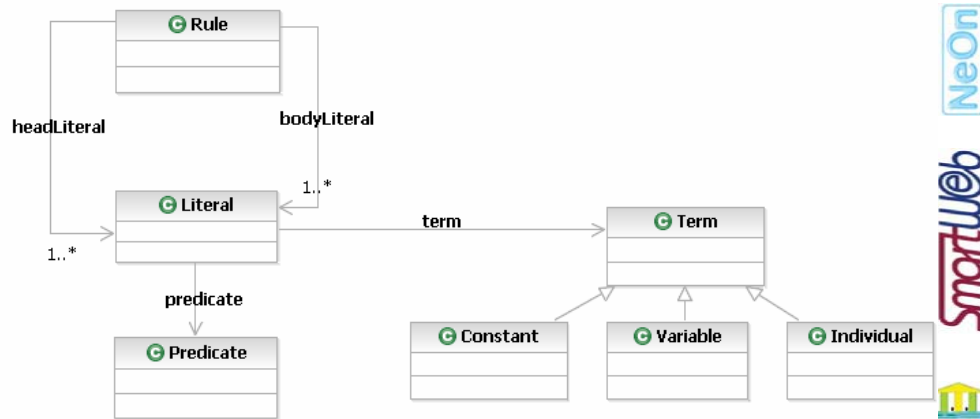 Rule
headLiteral
bodyLiteral
1..*
Literal
1..*
term
Term
predicate
Predicate
Constant
Variable
Individual
NeOn
SmartWeb